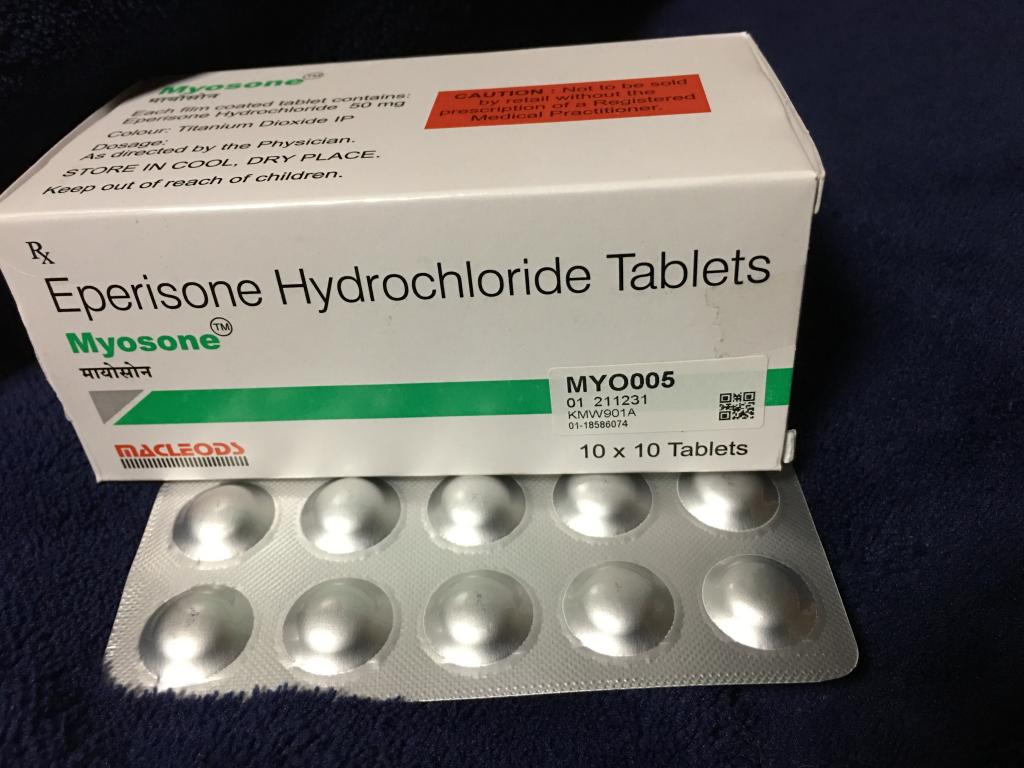 Myosone™
मायोसोन
Each film coated tablet contains:
Eperisone Hydrochloride 50 mg
Colour: Titanium Dioxide IP
Dosage:
As directed by the Physician.
STORE IN COOL, DRY PLACE.
Keep out of reach of children.
CAUTION : Not to be sold
by retail without the
prescription of a Registered
Medical Practitioner.
Rx
Eperisone Hydrochloride Tablets
Myosone™
मायोसोन
MYO005
01 211231
KMW901A
01-18586074
MACLEODS
10 x 10 Tablets